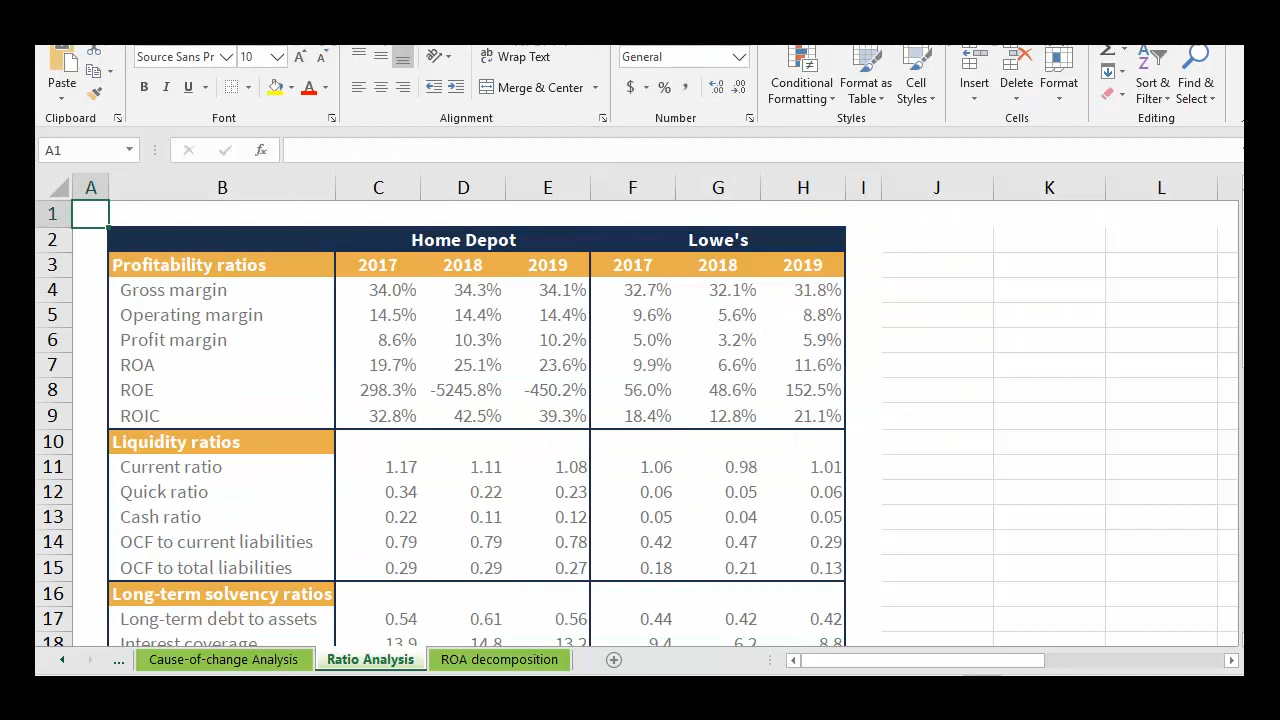 Source Sans Pr 10 A A ab Wrap Text General
Paste B I U A Merge & Center $ % , Conditional Formatting Format as Table Cell Styles Insert Delete Format Sort & Filter Find & Select
Clipboard Font Alignment Number Styles Cells Editing
A1 fx
A B C D E F G H I J K L
1
2 Home Depot Lowe's
3 Profitability ratios 2017 2018 2019 2017 2018 2019
4 Gross margin 34.0% 34.3% 34.1% 32.7% 32.1% 31.8%
5 Operating margin 14.5% 14.4% 14.4% 9.6% 5.6% 8.8%
6 Profit margin 8.6% 10.3% 10.2% 5.0% 3.2% 5.9%
7 ROA 19.7% 25.1% 23.6% 9.9% 6.6% 11.6%
8 ROE 298.3% -5245.8% -450.2% 56.0% 48.6% 152.5%
9 ROIC 32.8% 42.5% 39.3% 18.4% 12.8% 21.1%
10 Liquidity ratios
11 Current ratio 1.17 1.11 1.08 1.06 0.98 1.01
12 Quick ratio 0.34 0.22 0.23 0.06 0.05 0.06
13 Cash ratio 0.22 0.11 0.12 0.05 0.04 0.05
14 OCF to current liabilities 0.79 0.79 0.78 0.42 0.47 0.29
15 OCF to total liabilities 0.29 0.29 0.27 0.18 0.21 0.13
16 Long-term solvency ratios
17 Long-term debt to assets 0.54 0.61 0.56 0.44 0.42 0.42
18 Interest coverage 13.9 14.8 13.2 9.4 6.2 8.8
... Cause-of-change Analysis Ratio Analysis ROA decomposition